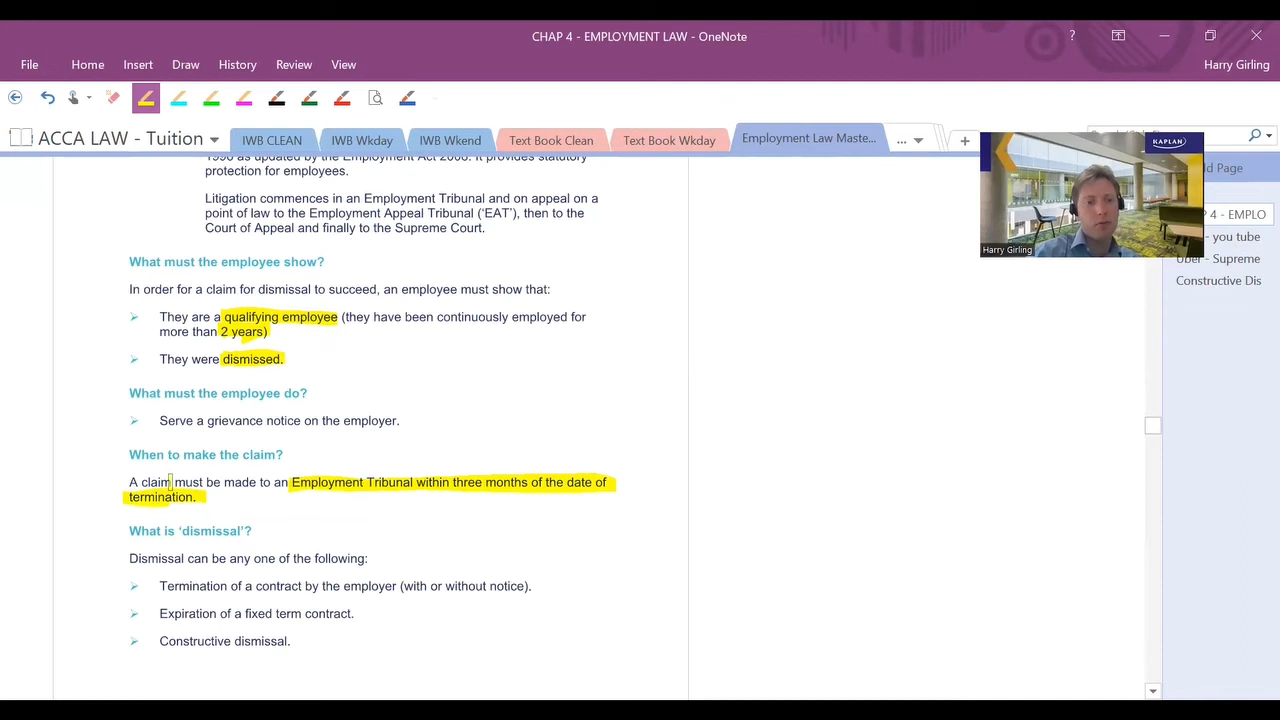 CHAP 4 - EMPLOYMENT LAW - OneNote
File Home Insert Draw History Review View
Harry Girling
ACCA LAW - Tuition
IWB CLEAN IWB Wkday IWB Wkend Text Book Clean Text Book Wkday Employment Law Maste... ...
KAPLAN
Harry Girling
d Page
4 - EMPLO
you tube
Uber - Supreme
Constructive Dis
protection for employees.
Litigation commences in an Employment Tribunal and on appeal on a
point of law to the Employment Appeal Tribunal ('EAT'), then to the
Court of Appeal and finally to the Supreme Court.
What must the employee show?
In order for a claim for dismissal to succeed, an employee must show that:
They are a qualifying employee (they have been continuously employed for
more than 2 years)
They were dismissed.
What must the employee do?
Serve a grievance notice on the employer.
When to make the claim?
A claim must be made to an Employment Tribunal within three months of the date of
termination.
What is 'dismissal'?
Dismissal can be any one of the following:
Termination of a contract by the employer (with or without notice).
Expiration of a fixed term contract.
Constructive dismissal.